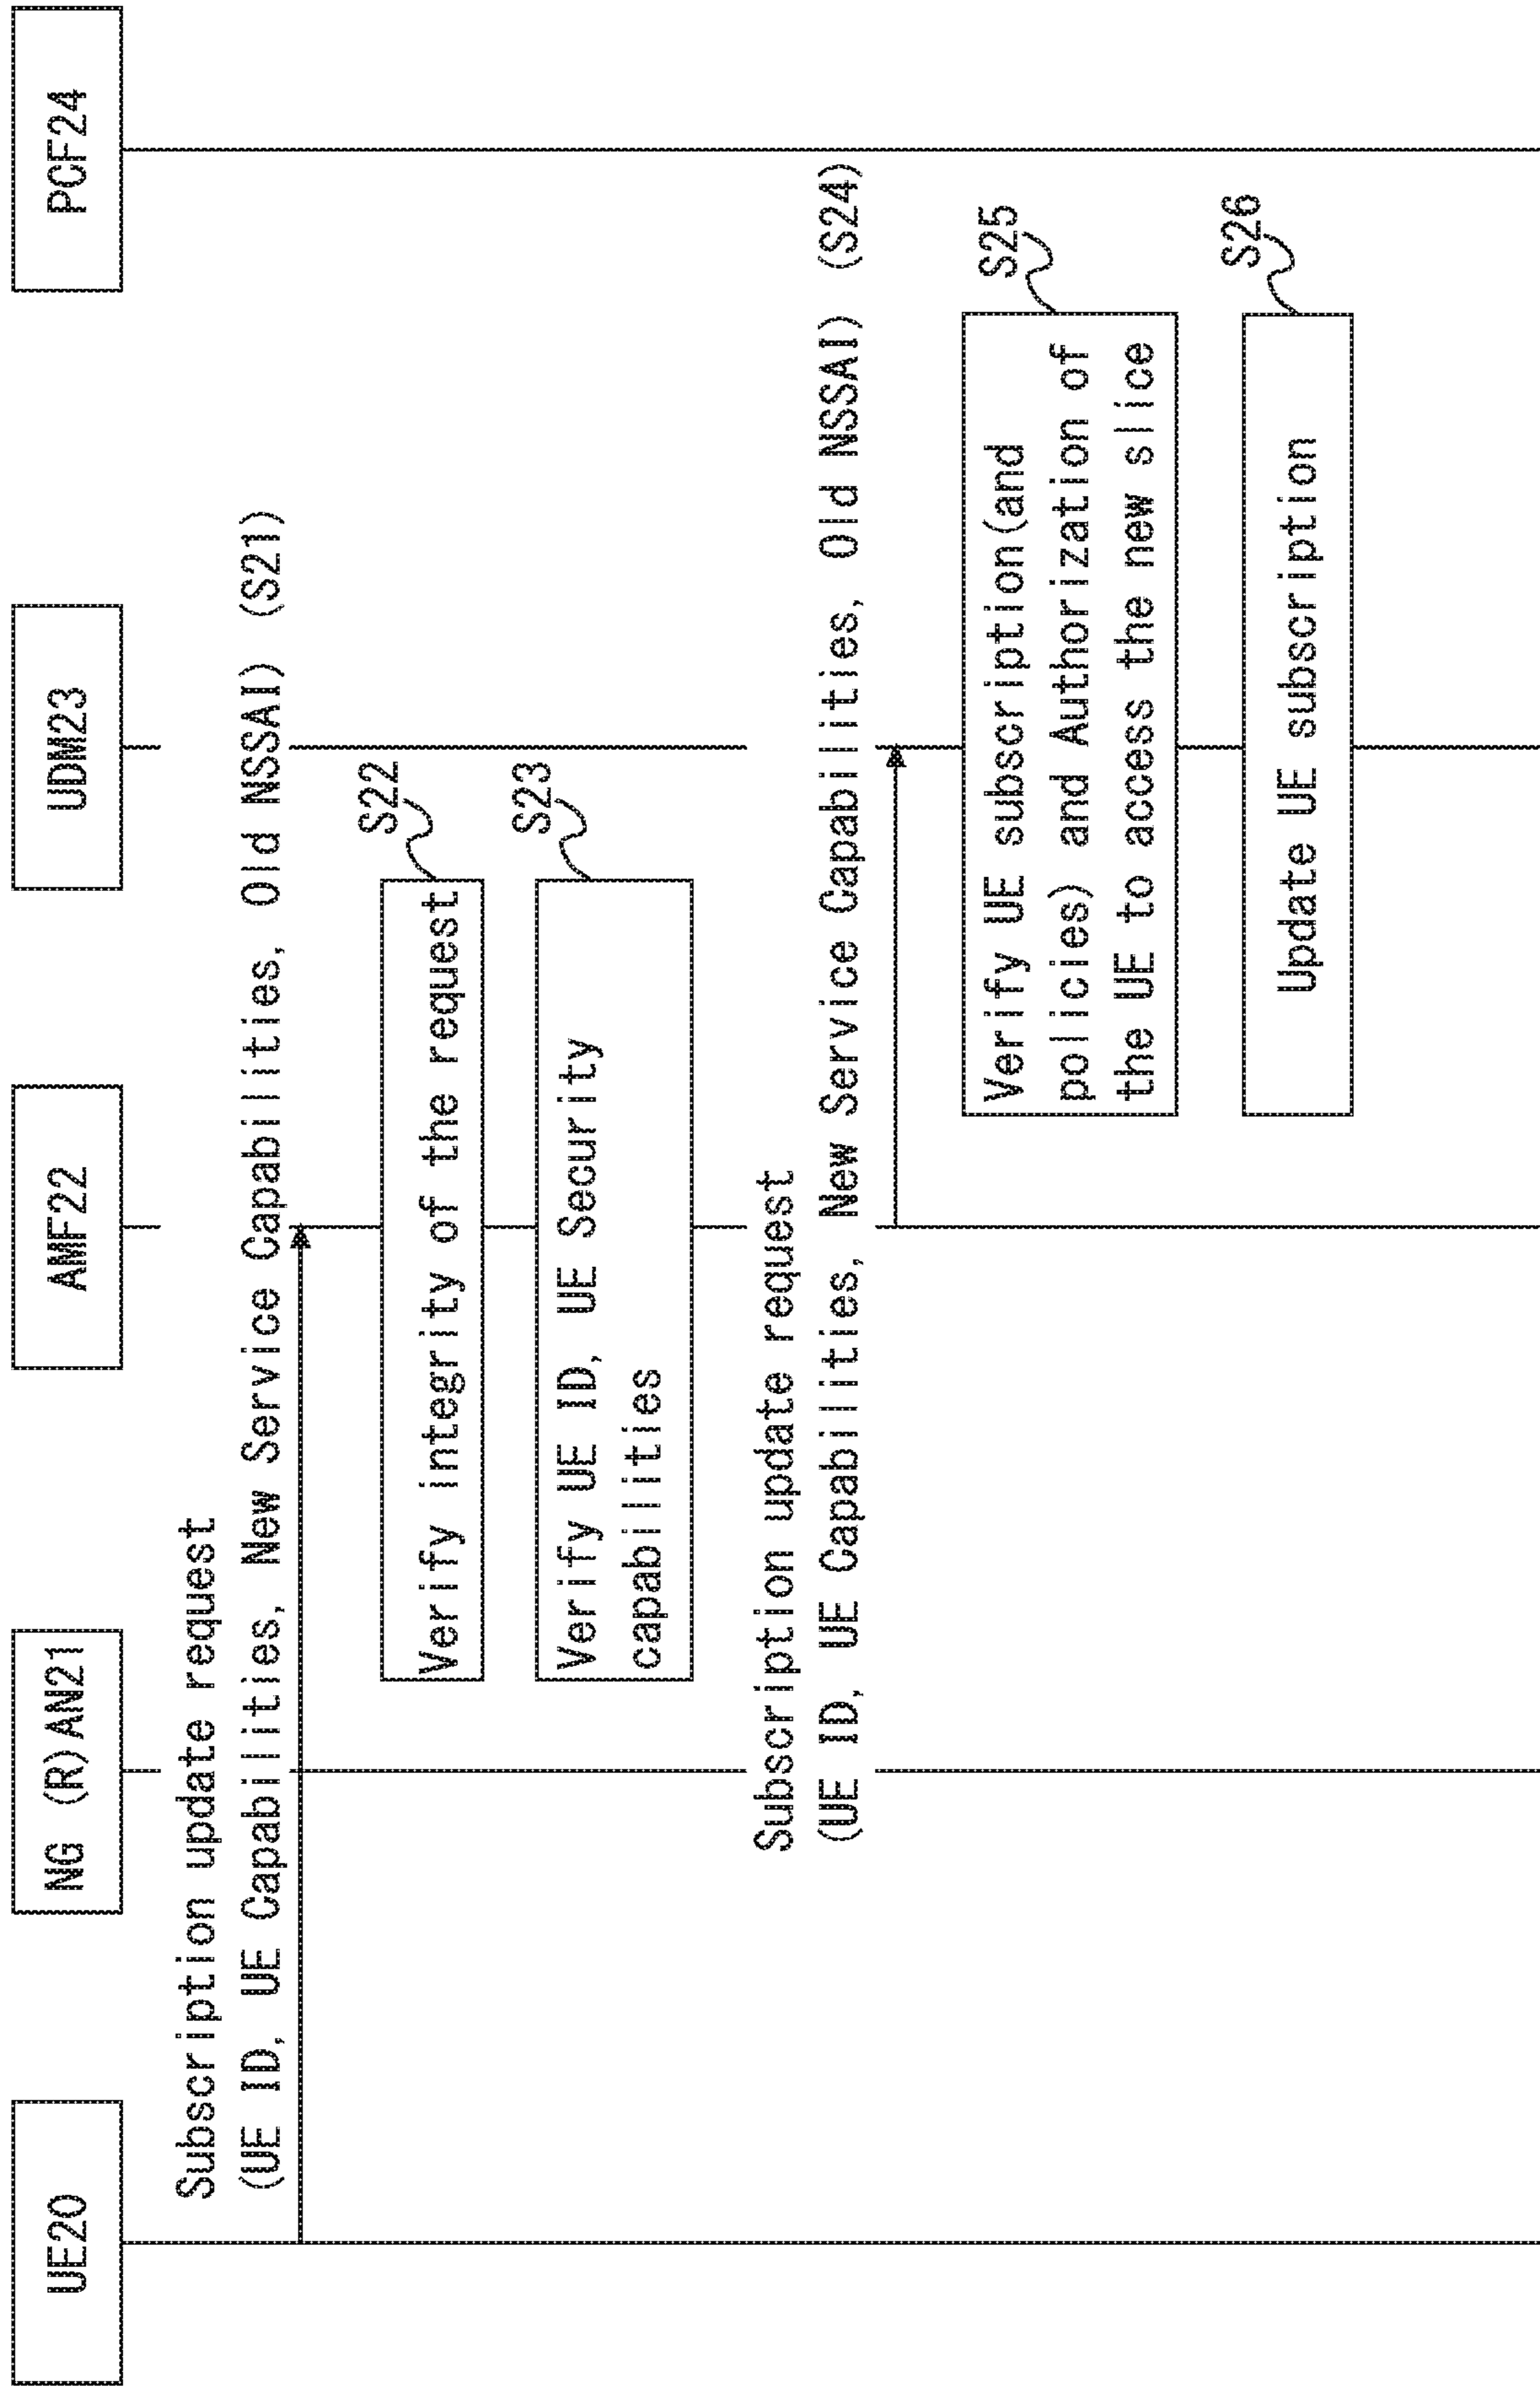 UE20
NG (R)AN21
AMF22
UDM23
PCF24
Subscription update request
(UE ID, UE Capabilities, New Service Capabilities, Old NSSAI) (S21)
S22
Verify integrity of the request
S23
Verify UE ID, UE Security
capabilities
Subscription update request
(UE ID, UE Capabilities, New Service Capabilities, Old NSSAI) (S24)
S25
Verify UE subscription(and
policies) and Authorization of
the UE to access the new slice
S26
Update UE subscription